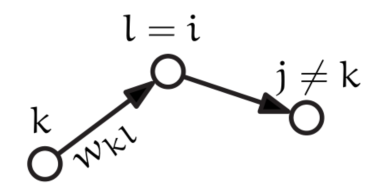 l = i
j ≠ k
k
w_{kl}